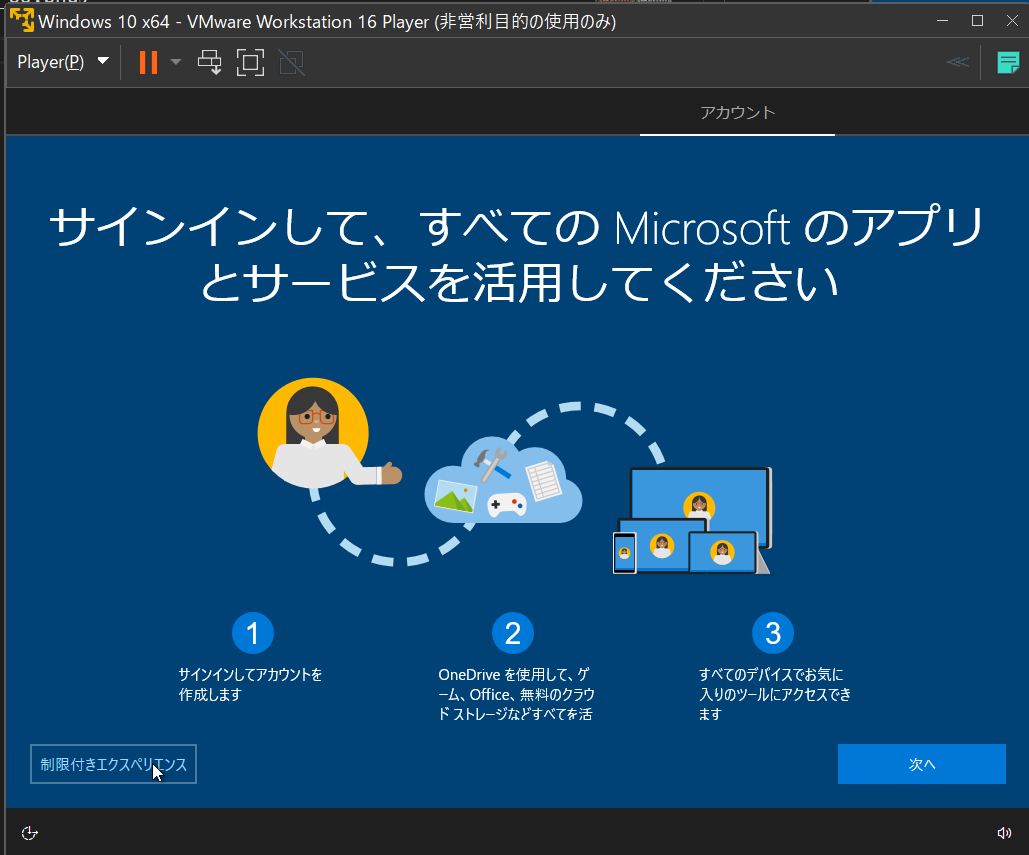 Windows 10 x64 - VMware Workstation 16 Player (非営利目的の使用のみ)
Player(P)
アカウント
サインインして、すべての Microsoft のアプリ
とサービスを活用してください
1
2
3
サインインしてアカウントを
作成します
OneDrive を使用して、ゲ
ーム、Office、無料のクラウ
ド ストレージなどすべてを活
すべてのデバイスでお気に
入りのツールにアクセスでき
ます
制限付きエクスペリエンス
次へ